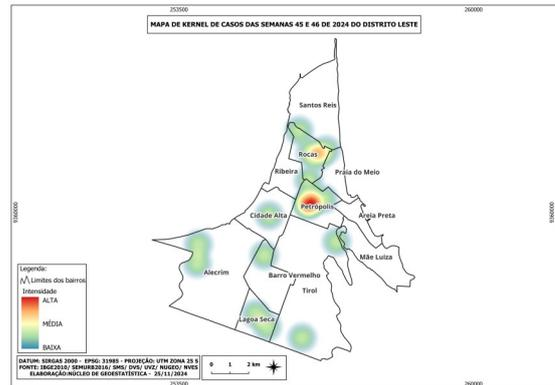 253500
260000
MAPA DE KERNEL DE CASOS DAS SEMANAS 45 E 46 DE 2024 DO DISTRITO LESTE
Santos Reis
Rocas
Ribeira
Praia do Meio
Petrópolis
Cidade Alta
Areia Preta
9360000
9360000
Mãe Luiza
Alecrim
Barro Vermelho
Tirol
Lagoa Seca
Legenda:
Limites dos bairros
Intensidade
ALTA
MÉDIA
BAIXA
DATUM: SIRGAS 2000 - EPSG: 31985 - PROJEÇÃO: UTM ZONA 25 S
FONTE: IBGE2010/ SEMURB2016/ SMS/ DVS/ UVZ/ NUGEO/ NVES
ELABORAÇÃO:NÚCLEO DE GEOESTATÍSTICA - 25/11/2024
0 1 2 km
253500
260000